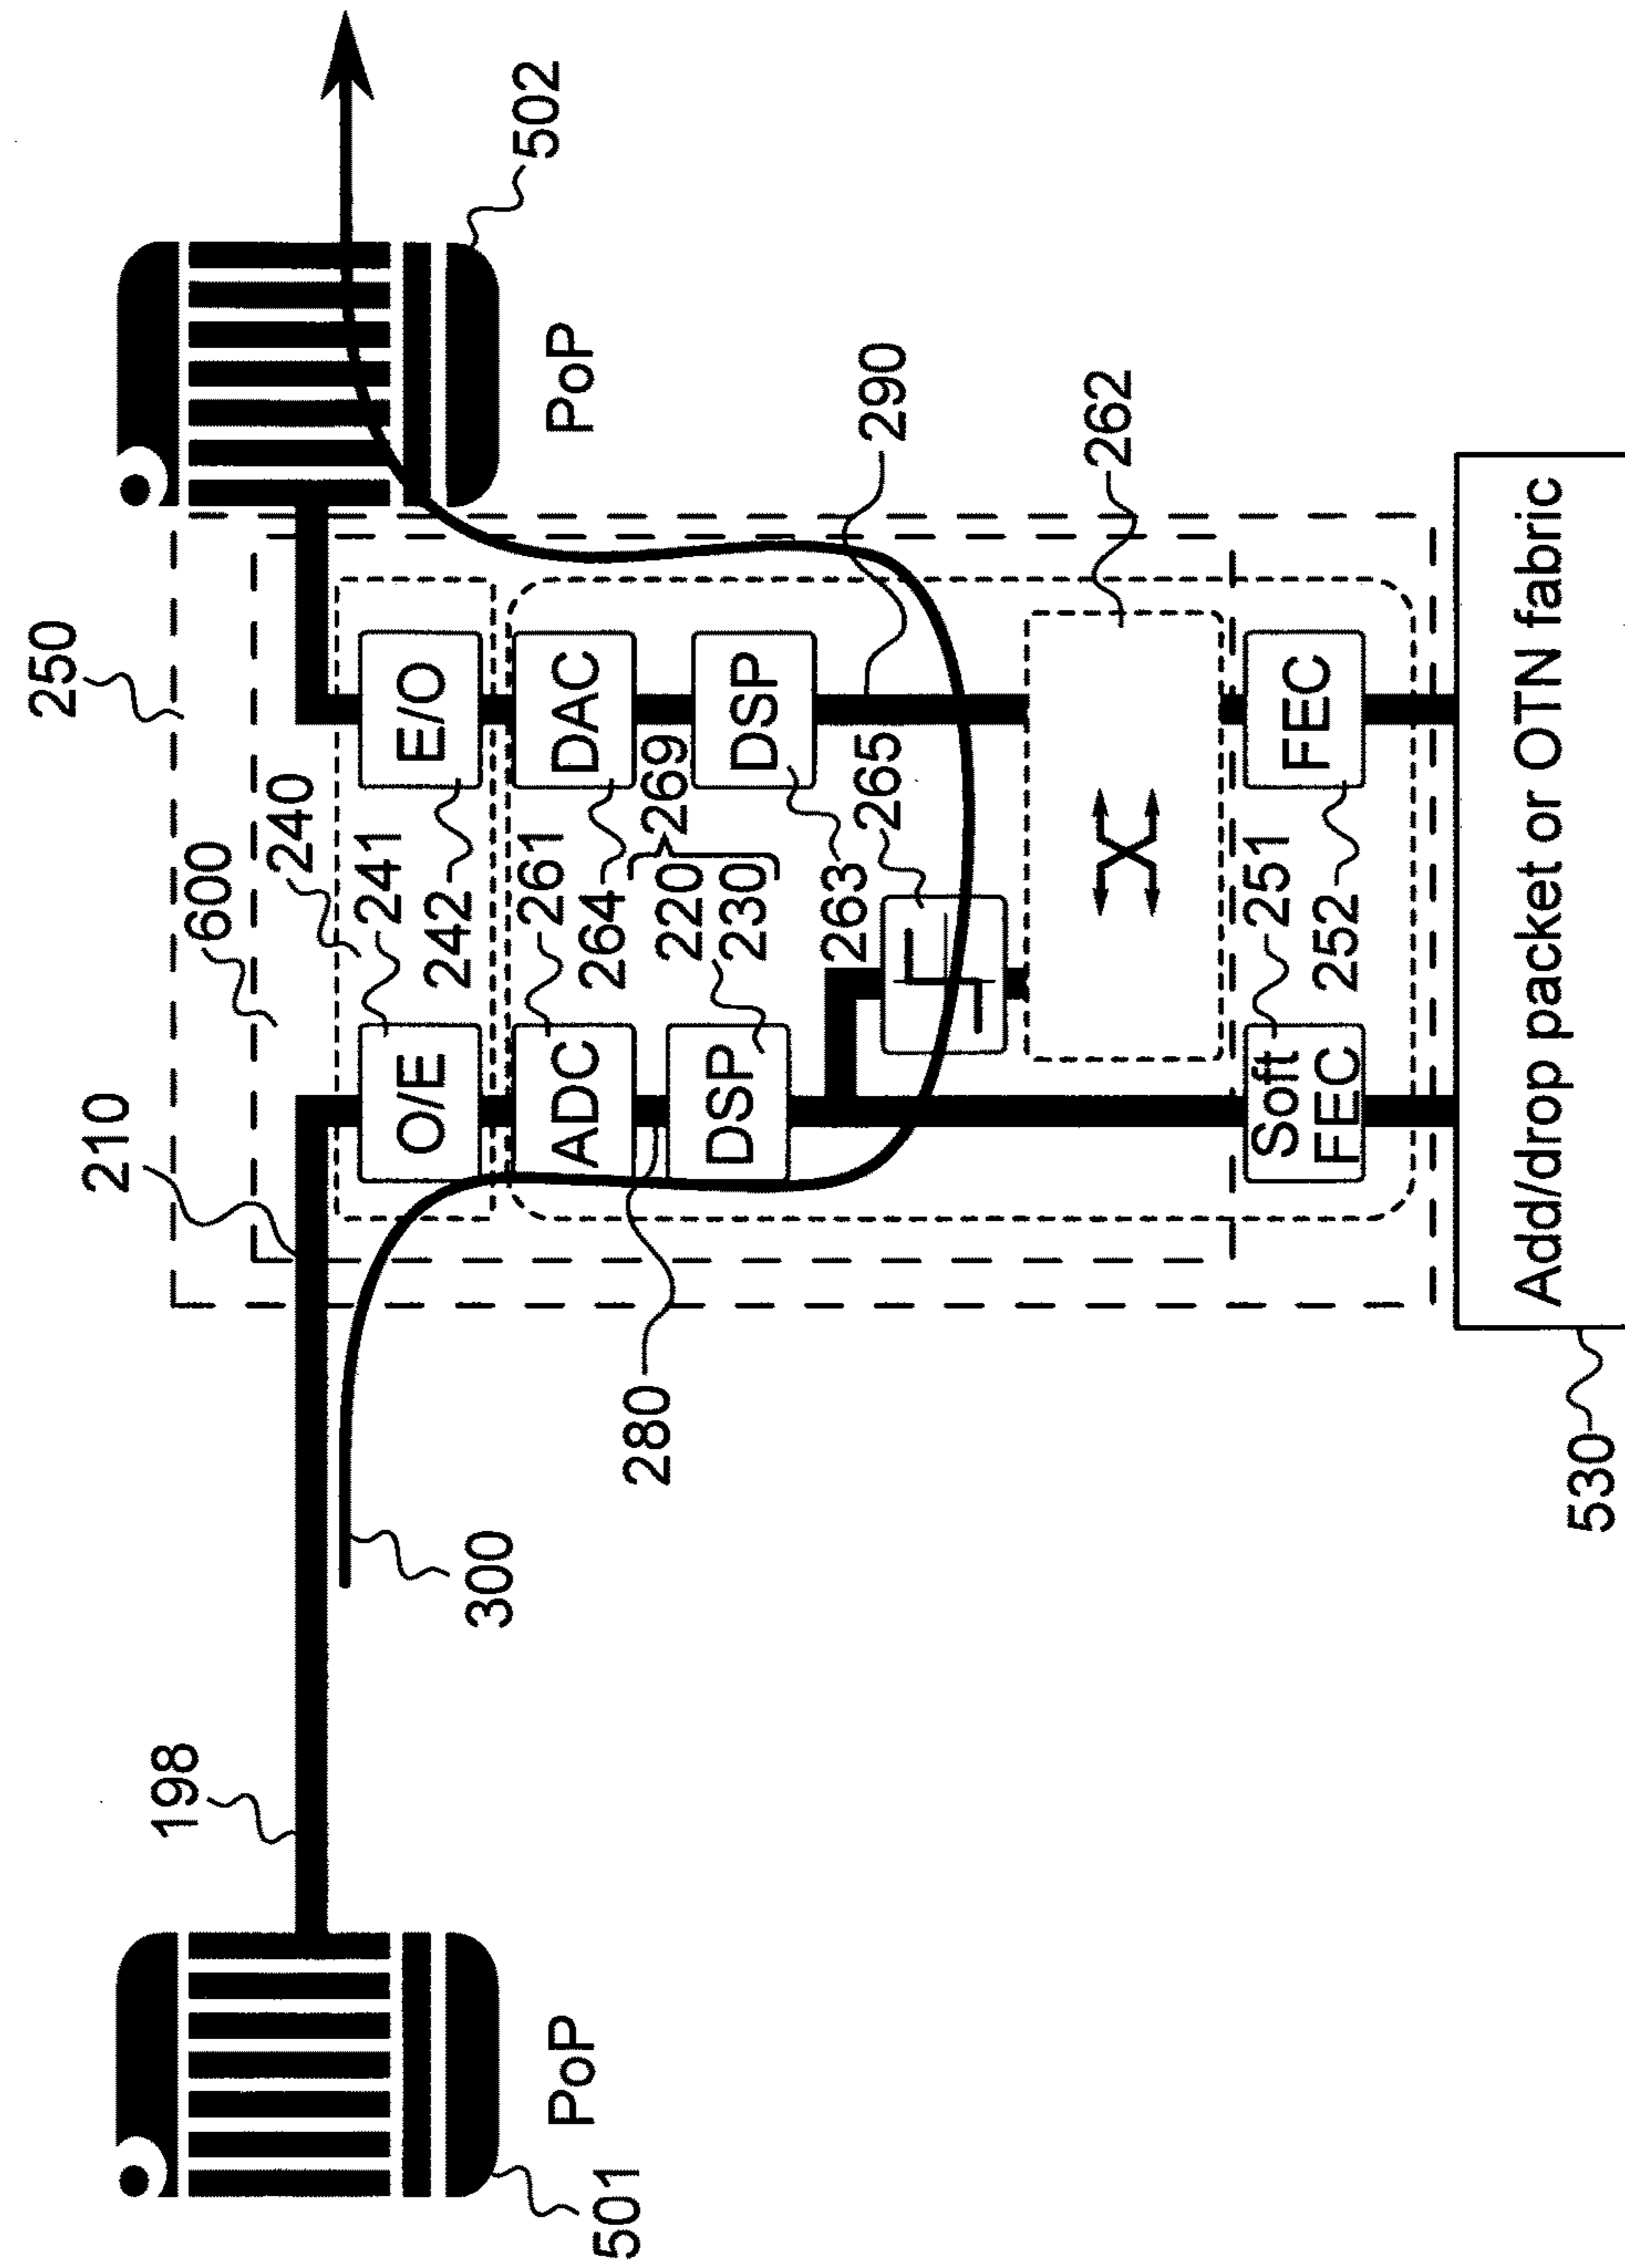 250
210
198
600
240
241
O/E
E/O
242
300
502
261
ADC
DAC
PoP
PoP
264
501
280
269
220
230
DSP
DSP
263
265
290
262
251
Soft
FEC
FEC
252
Add/drop packet or OTN fabric
530